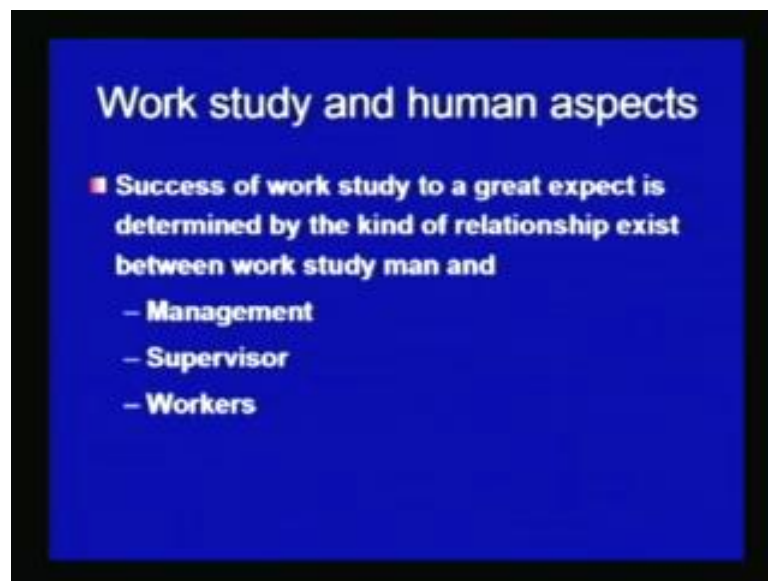 Work study and human aspects
Success of work study to a great expect is
determined by the kind of relationship exist
between work study man and
– Management
– Supervisor
– Workers